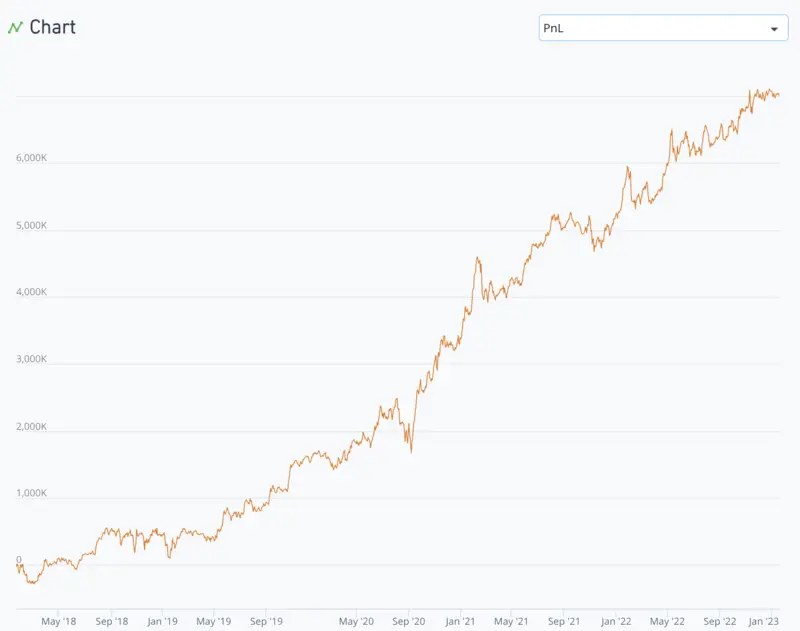 Chart
PnL
6,000K
5,000K
4,000K
3,000K
2,000K
1,000K
0
May '18 Sep '18 Jan '19 May '19 Sep '19 May '20 Sep '20 Jan '21 May '21 Sep '21 Jan '22 May '22 Sep '22 Jan '23